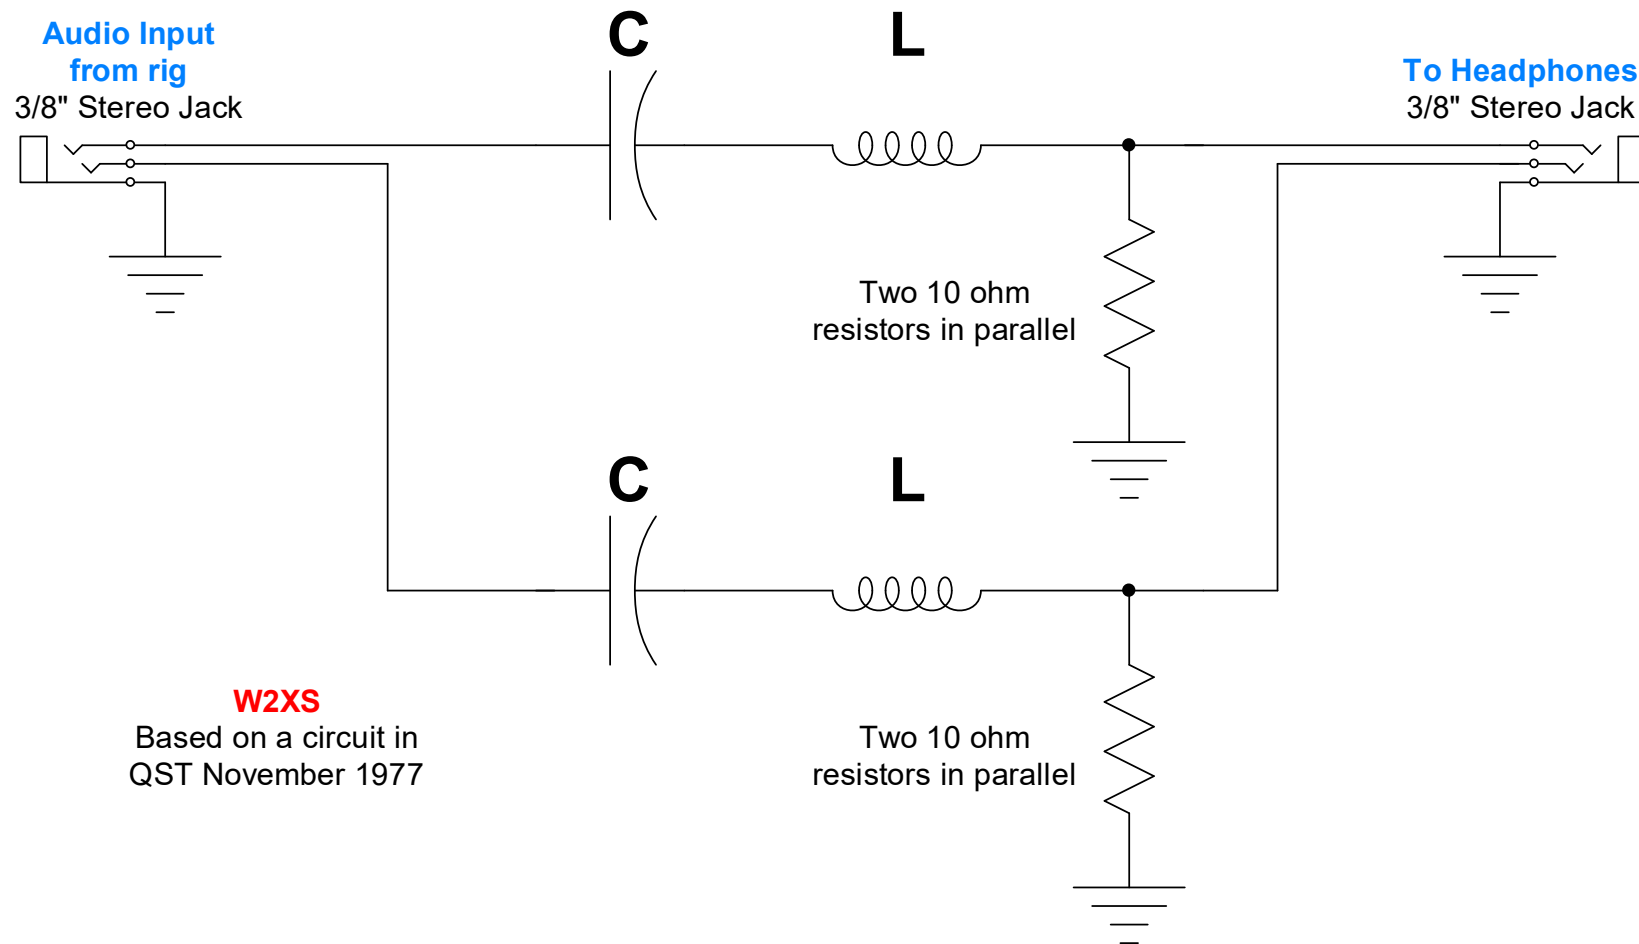 Audio Input
from rig
3/8" Stereo Jack
C
L
To Headphones
3/8" Stereo Jack
Two 10 ohm
resistors in parallel
C
L
W2XS
Based on a circuit in
QST November 1977
Two 10 ohm
resistors in parallel